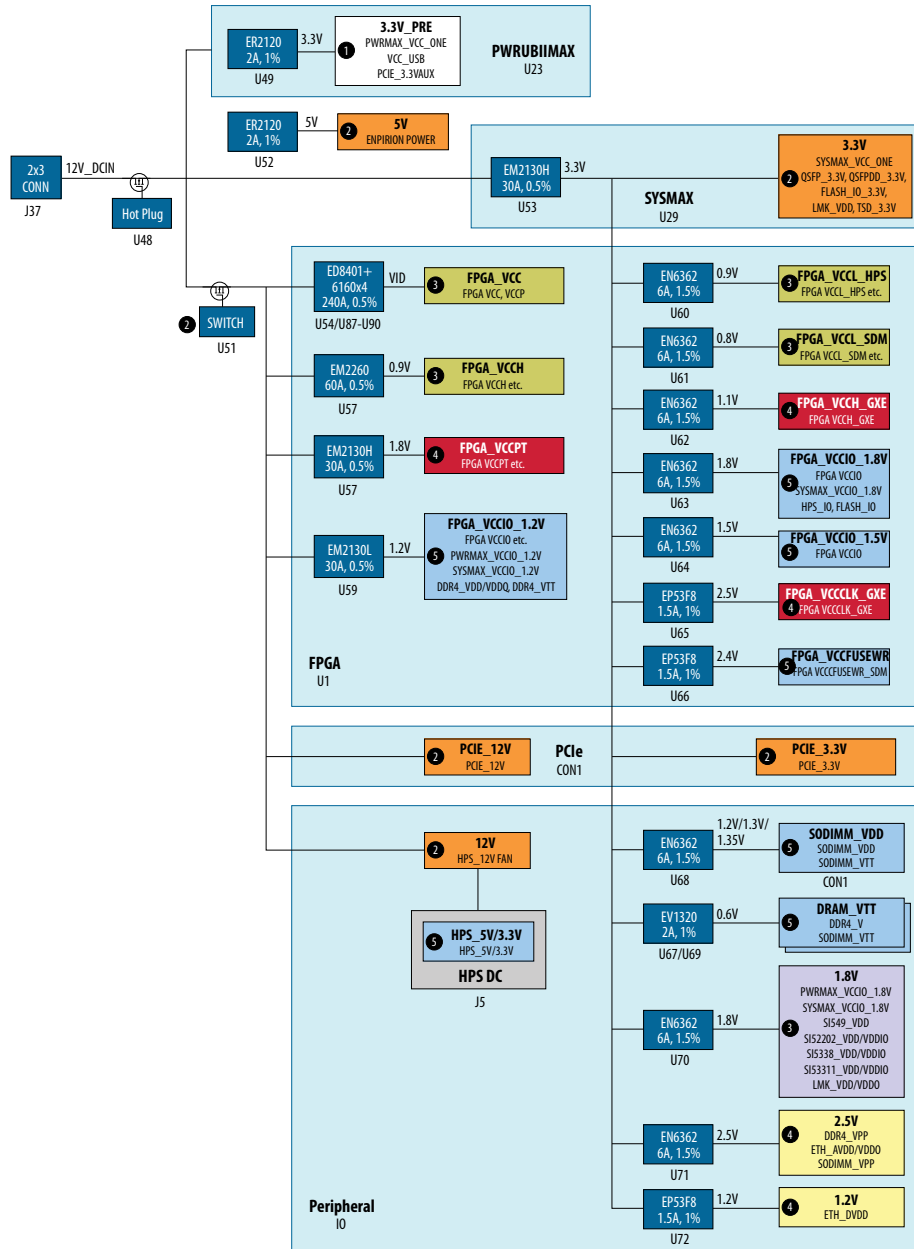 ER2120
2A, 1%
U49
3.3V
1
3.3V_PRE
PWRMAX_VCC_ONE
VCC_USB
PCIE_3.3VAUX
PWRUBIIMAX
U23
ER2120
2A, 1%
U52
5V
2
5V
ENPIRION POWER
2x3
CONN
J37
12V_DCIN
Hot Plug
U48
EM2130H
30A, 0.5%
U53
3.3V
SYSMAX
U29
2
3.3V
SYSMAX_VCC_ONE
QSFP_3.3V, QSFPDD_3.3V,
FLASH_IO_3.3V,
LMK_VDD, TSD_3.3V
2
SWITCH
U51
ED8401+
6160x4
240A, 0.5%
U54/U87-U90
VID
3
FPGA_VCC
FPGA VCC, VCCP
EM2260
60A, 0.5%
U57
0.9V
3
FPGA_VCCH
FPGA VCCH etc.
EM2130H
30A, 0.5%
U57
1.8V
4
FPGA_VCCPT
FPGA VCCPT etc.
EM2130L
30A, 0.5%
U59
1.2V
5
FPGA_VCCIO_1.2V
FPGA VCCIO etc.
PWRMAX_VCCIO_1.2V
SYSMAX_VCCIO_1.2V
DDR4_VDD/VDDQ, DDR4_VTT
FPGA
U1
EN6362
6A, 1.5%
U60
0.9V
3
FPGA_VCCL_HPS
FPGA VCCL_HPS etc.
EN6362
6A, 1.5%
U61
0.8V
3
FPGA_VCCL_SDM
FPGA VCCL_SDM etc.
EN6362
6A, 1.5%
U62
1.1V
4
FPGA_VCCH_GXE
FPGA VCCH_GXE
EN6362
6A, 1.5%
U63
1.8V
5
FPGA_VCCIO_1.8V
FPGA VCCIO
SYSMAX_VCCIO_1.8V
HPS_IO, FLASH_IO
EN6362
6A, 1.5%
U64
1.5V
5
FPGA_VCCIO_1.5V
FPGA VCCIO
EP53F8
1.5A, 1%
U65
2.5V
4
FPGA_VCCCLK_GXE
FPGA VCCCLK_GXE
EP53F8
1.5A, 1%
U66
2.4V
5
FPGA_VCCFUSEWR
FPGA VCCCFUSEWR_SDM
2
PCIE_12V
PCIE_12V
PCIe
CON1
2
PCIE_3.3V
PCIE_3.3V
2
12V
HPS_12V FAN
5
HPS_5V/3.3V
HPS_5V/3.3V
HPS DC
J5
EN6362
6A, 1.5%
U68
1.2V/1.3V/
1.35V
5
SODIMM_VDD
SODIMM_VDD
SODIMM_VTT
CON1
EV1320
2A, 1%
U67/U69
0.6V
5
DRAM_VTT
DDR4_V
SODIMM_VTT
EN6362
6A, 1.5%
U70
1.8V
3
1.8V
PWRMAX_VCCIO_1.8V
SYSMAX_VCCIO_1.8V
SI549_VDD
SI52202_VDD/VDDIO
SI5338_VDD/VDDIO
SI53311_VDD/VDDIO
LMK_VDD/VDDO
EN6362
6A, 1.5%
U71
2.5V
4
2.5V
DDR4_VPP
ETH_AVDD/VDDO
SODIMM_VPP
EP53F8
1.5A, 1%
U72
1.2V
4
1.2V
ETH_DVDD
Peripheral
IO